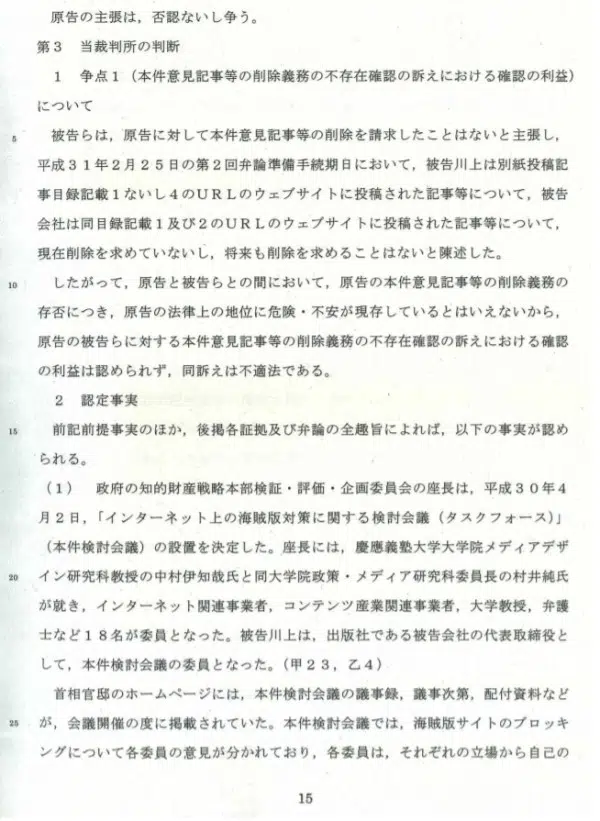 原告の主張は，否認ないし争う。
第３　当裁判所の判断
１　争点１（本件意見記事等の削除義務の不存在確認の訴えにおける確認の利益）
について
5　被告らは，原告に対して本件意見記事等の削除を請求したことはないと主張し，
平成３１年２月２５日の第２回弁論準備手続期日において，被告川上は別紙投稿記
事目録記載１ないし４のＵＲＬのウェブサイトに投稿された記事等について，被告
会社は同目録記載１及び２のＵＲＬのウェブサイトに投稿された記事等について，
現在削除を求めていないし，将来も削除を求めることはないと陳述した。
10　したがって，原告と被告らとの間において，原告の本件意見記事等の削除義務の
存否につき，原告の法律上の地位に危険・不安が現存しているとはいえないから，
原告の被告らに対する本件意見記事等の削除義務の不存在確認の訴えにおける確認
の利益は認められず，同訴えは不適法である。
２　認定事実
15　前記前提事実のほか，後掲各証拠及び弁論の全趣旨によれば，以下の事実が認め
られる。
（１）　政府の知的財産戦略本部検証・評価・企画委員会の座長は，平成３０年４
月２日，「インターネット上の海賊版対策に関する検討会議（タスクフォース）」
（本件検討会議）の設置を決定した。座長には，慶應義塾大学大学院メディアデザ
20　イン研究科教授の中村伊知哉氏と同大学院政策・メディア研究科委員長の村井純氏
が就き，インターネット関連事業者，コンテンツ産業関連事業者，大学教授，弁護
士など１８名が委員となった。被告川上は，出版社である被告会社の代表取締役と
して，本件検討会議の委員となった。（甲２３，乙４）
首相官邸のホームページには，本件検討会議の議事録，議事次第，配付資料など
25　が，会議開催の度に掲載されていた。本件検討会議では，海賊版サイトのブロッキ
ングについて各委員の意見が分かれており，各委員は，それぞれの立場から自己の
15